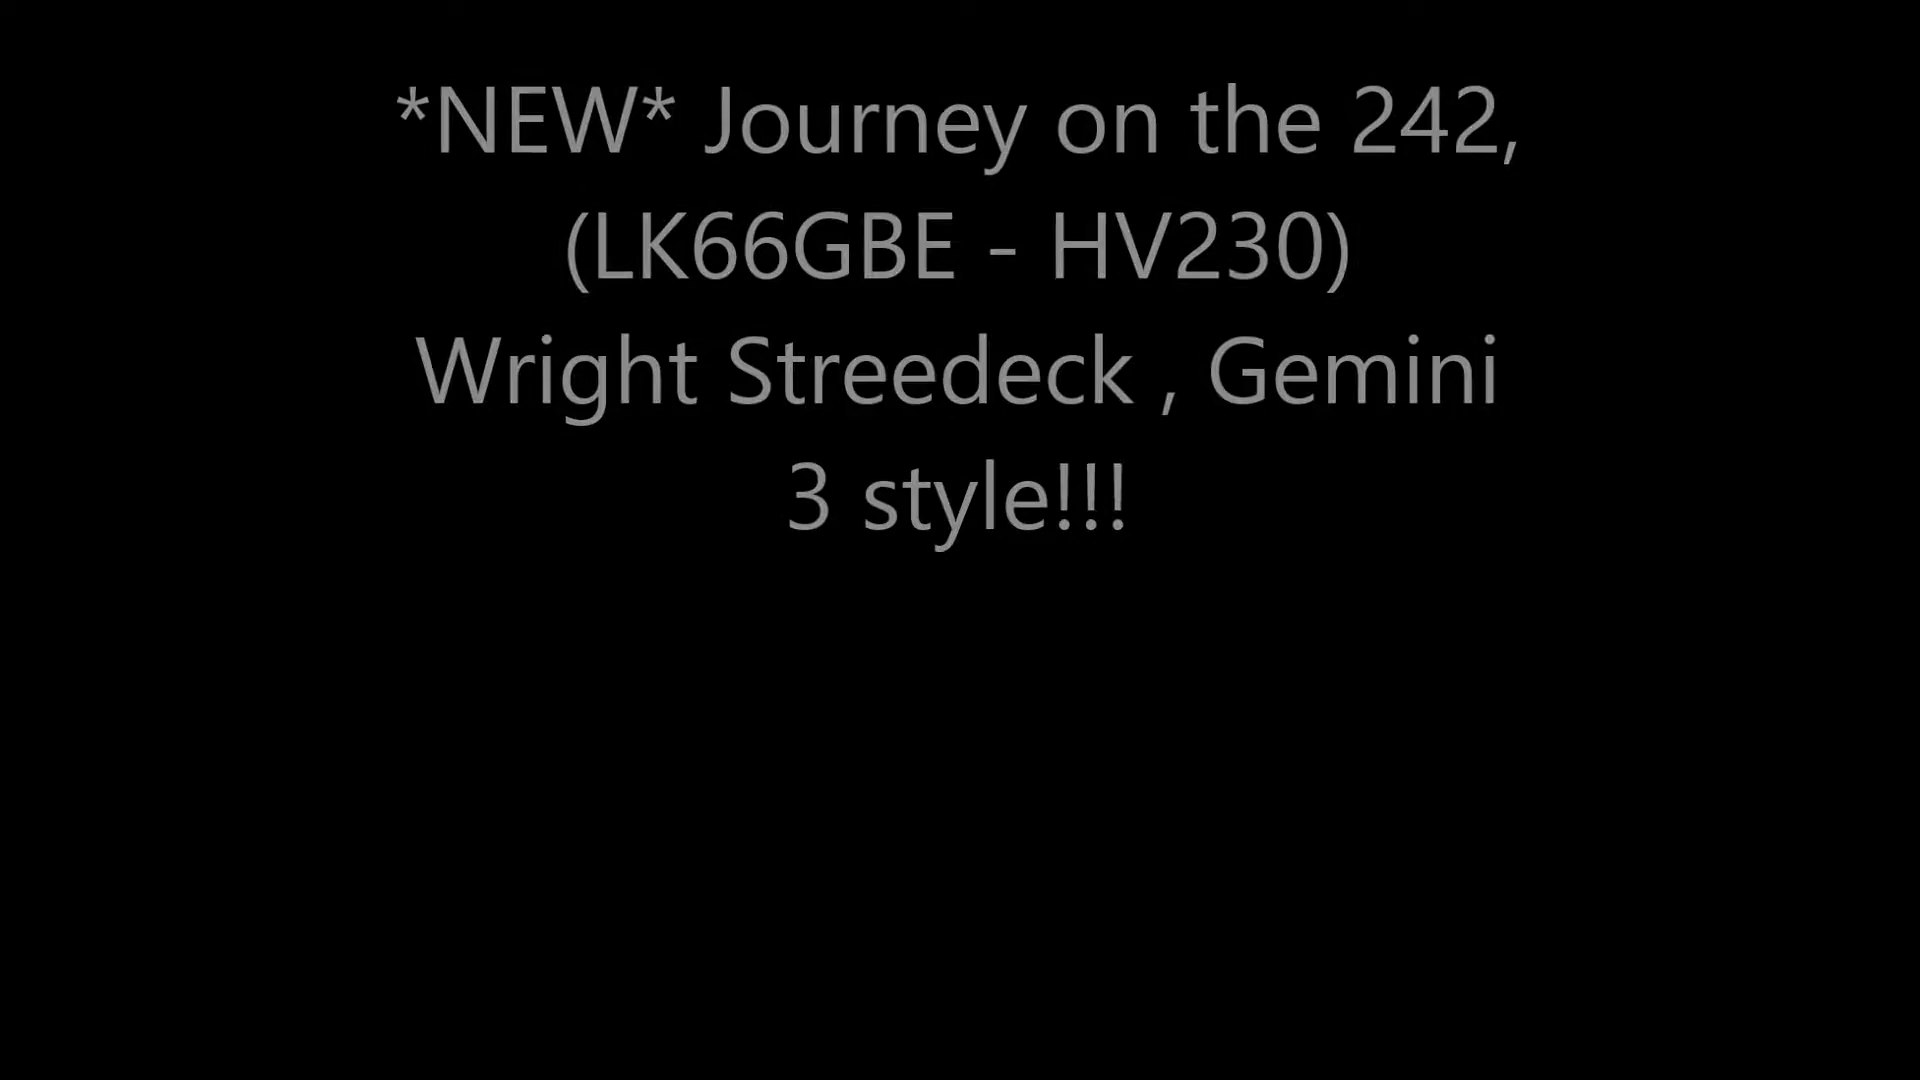 *NEW* Journey on the 242,
(LK66GBE - HV230)
Wright Streedeck , Gemini
3 style!!!